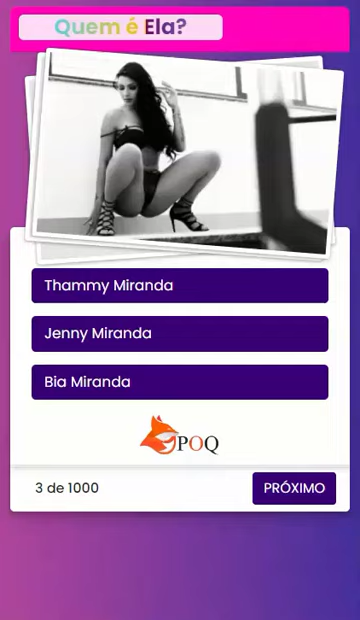 Quem é Ela?
Thammy Miranda
Jenny Miranda
Bia Miranda
POQ
3 de 1000
PRÓXIMO